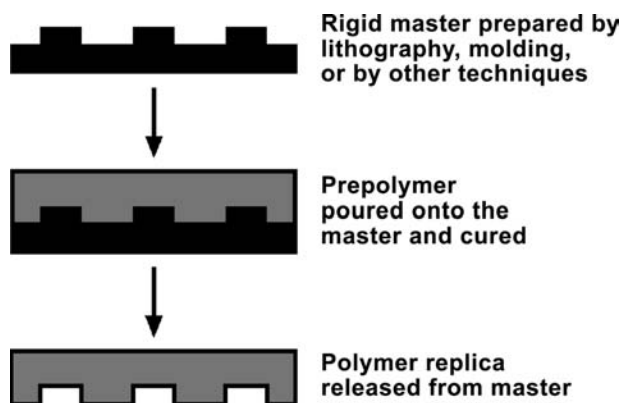 Rigid master prepared by
lithography, molding,
or by other techniques
Prepolymer
poured onto the
master and cured
Polymer replica
released from master